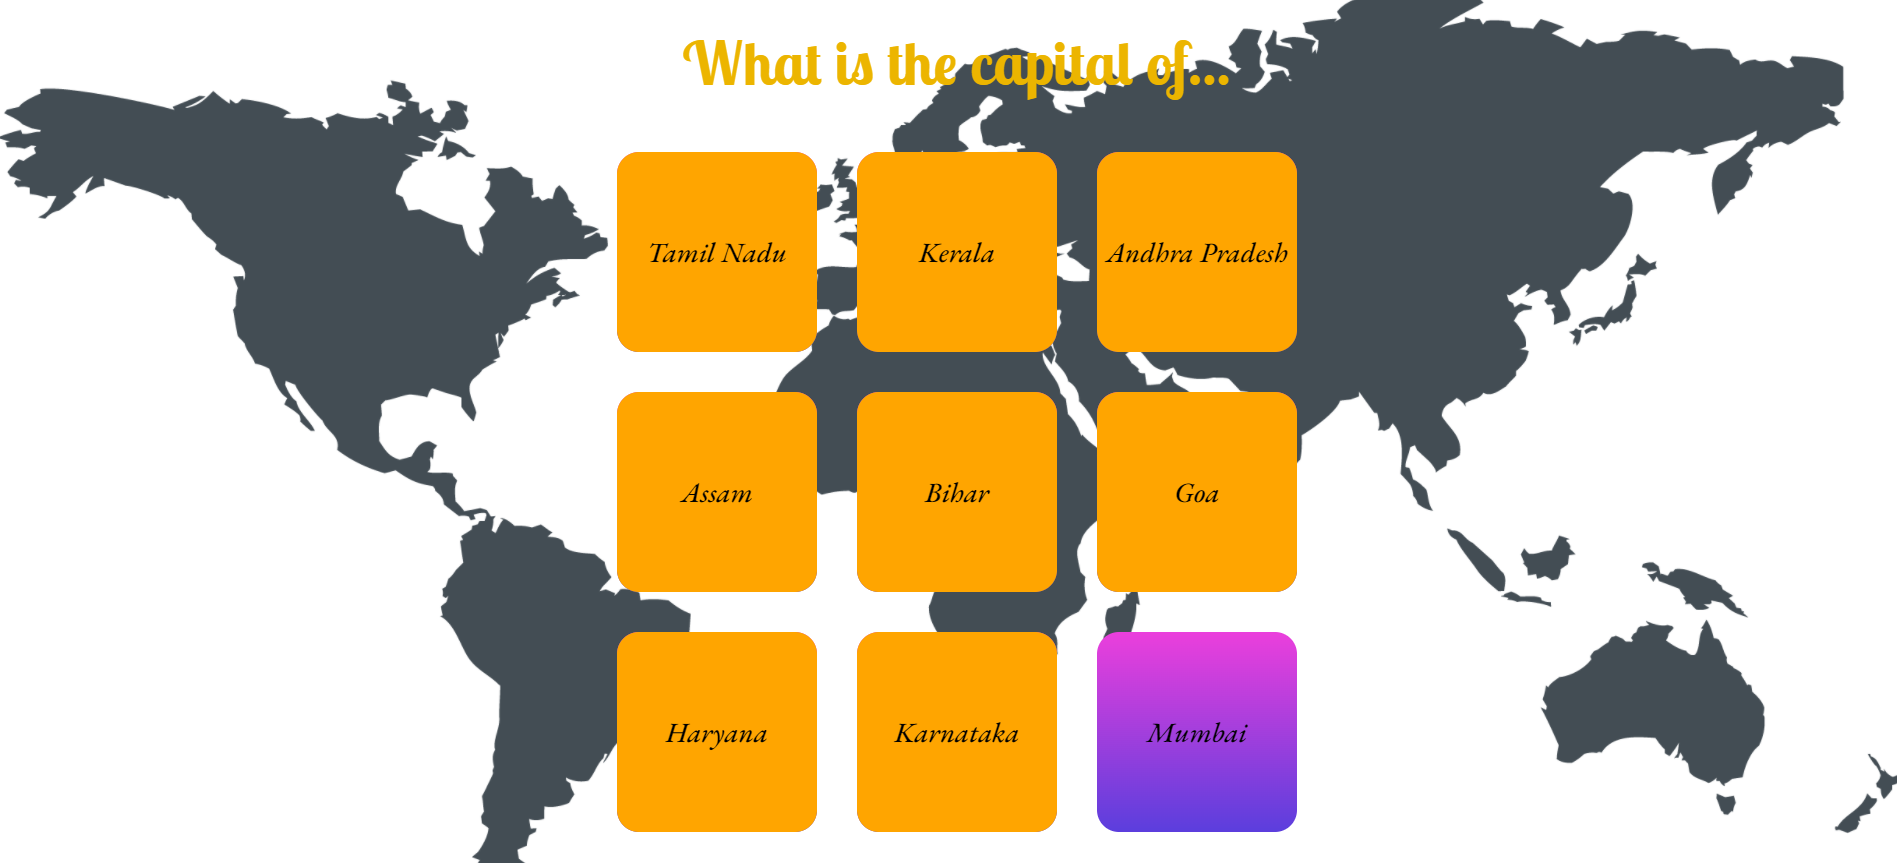 What is the capital of...
Tamil Nadu
Kerala
Andhra Pradesh
Assam
Bihar
Goa
Haryana
Karnataka
Mumbai